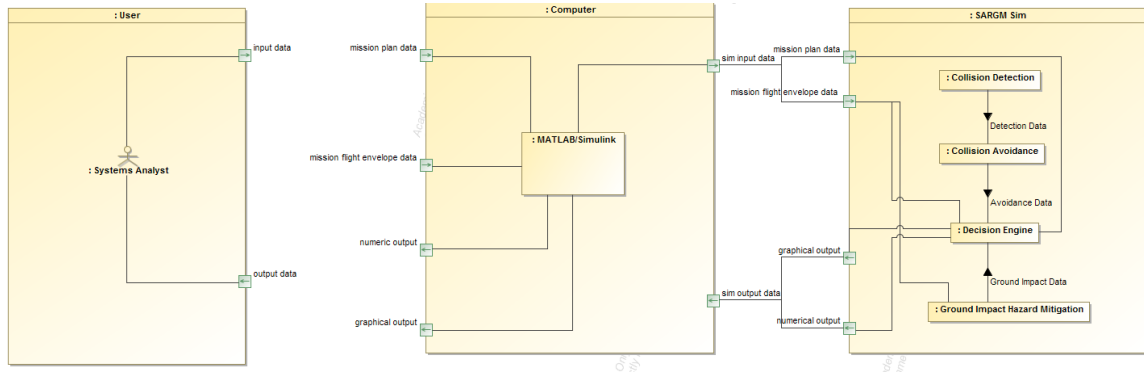 : User
input data
: Systems Analyst
output data
: Computer
mission plan data
sim input data
: MATLAB/Simulink
mission flight envelope data
numeric output
sim output data
graphical output
: SARGM Sim
mission plan data
mission flight envelope data
: Collision Detection
Detection Data
: Collision Avoidance
Avoidance Data
: Decision Engine
graphical output
Ground Impact Data
: Ground Impact Hazard Mitigation
numerical output